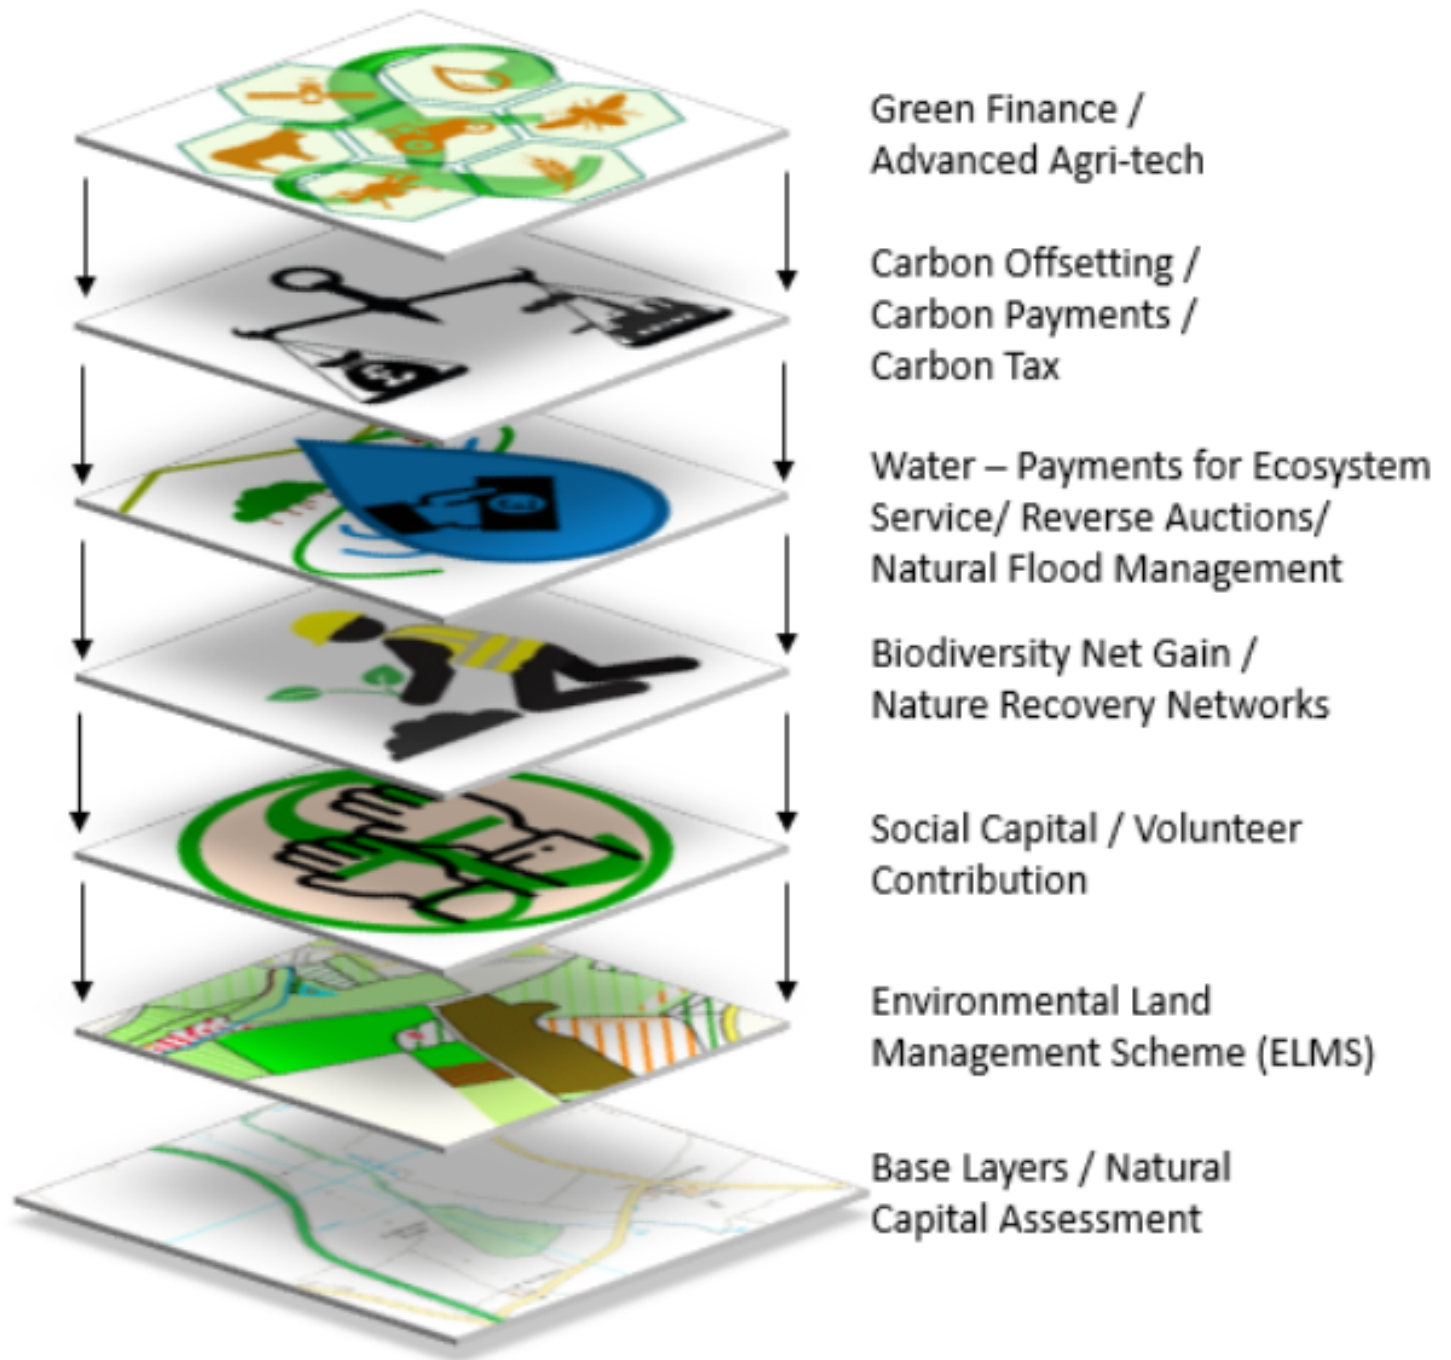 Green Finance /
Advanced Agri-tech
Carbon Offsetting /
Carbon Payments /
Carbon Tax
Water – Payments for Ecosystem
Service/ Reverse Auctions/
Natural Flood Management
Biodiversity Net Gain /
Nature Recovery Networks
Social Capital / Volunteer
Contribution
Environmental Land
Management Scheme (ELMS)
Base Layers / Natural
Capital Assessment